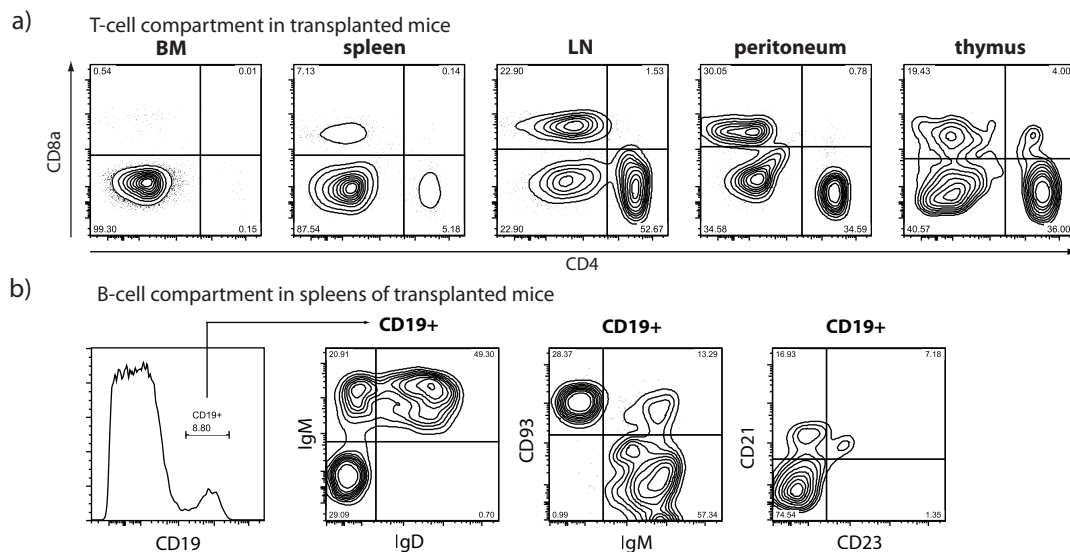 a)
T-cell compartment in transplanted mice
BM
spleen
LN
peritoneum
thymus
0.54
0.01
7.13
0.14
22.90
1.53
30.05
0.78
19.43
4.00
CD8a
99.30
0.15
87.54
5.18
22.90
52.67
34.58
34.59
40.57
36.00
CD4
b)
B-cell compartment in spleens of transplanted mice
CD19+
CD19+
CD19+
20.91
49.30
28.37
13.29
16.93
7.18
CD19+
8.80
IgM
CD93
CD21
29.09
0.70
0.99
57.34
74.54
1.35
CD19
IgD
IgM
CD23